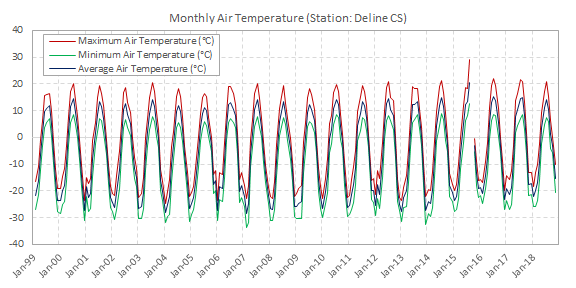 Monthly Air Temperature (Station: Deline CS)
Maximum Air Temperature (°C)
Minimum Air Temperature (°C)
Average Air Temperature (°C)
40
30
20
10
0
-10
-20
-30
-40
Jan-99
Jan-00
Jan-01
Jan-02
Jan-03
Jan-04
Jan-05
Jan-06
Jan-07
Jan-08
Jan-09
Jan-10
Jan-11
Jan-12
Jan-13
Jan-14
Jan-15
Jan-16
Jan-17
Jan-18